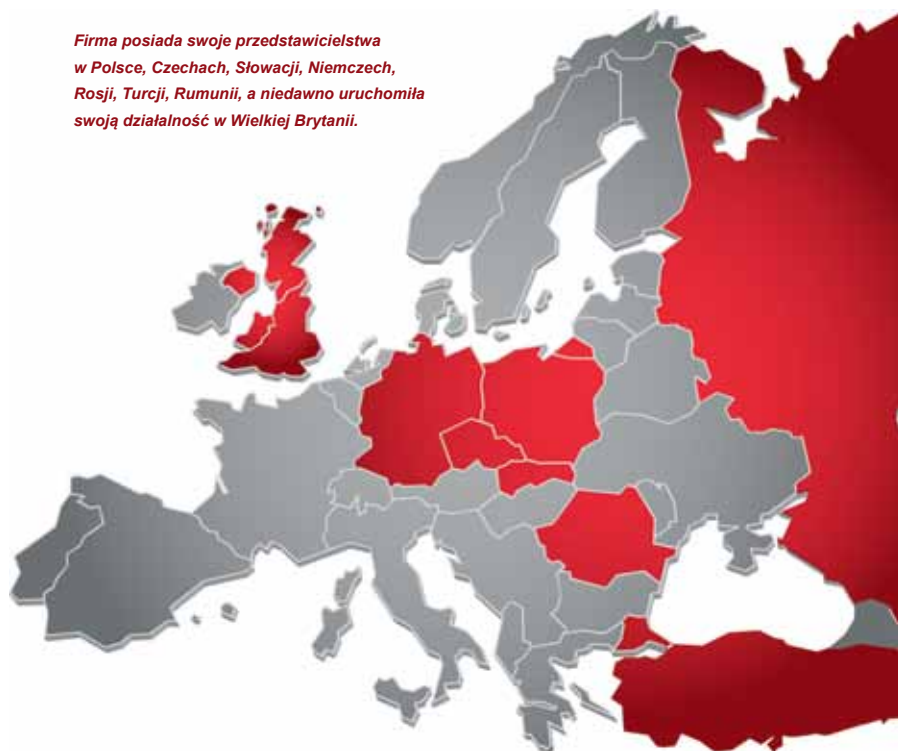 Firma posiada swoje przedstawicielstwa
w Polsce, Czechach, Słowacji, Niemczech,
Rosji, Turcji, Rumunii, a niedawno uruchomiła
swoją działalność w Wielkiej Brytanii.